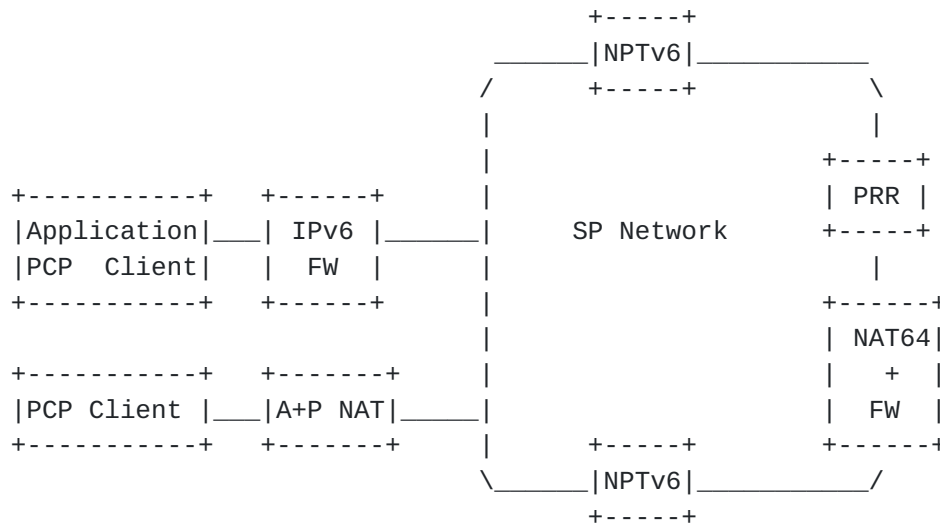 NPTv6
PRR
Application IPv6 SP Network
PCP Client FW
NAT64
+
PCP Client A+P NAT FW
NPTv6